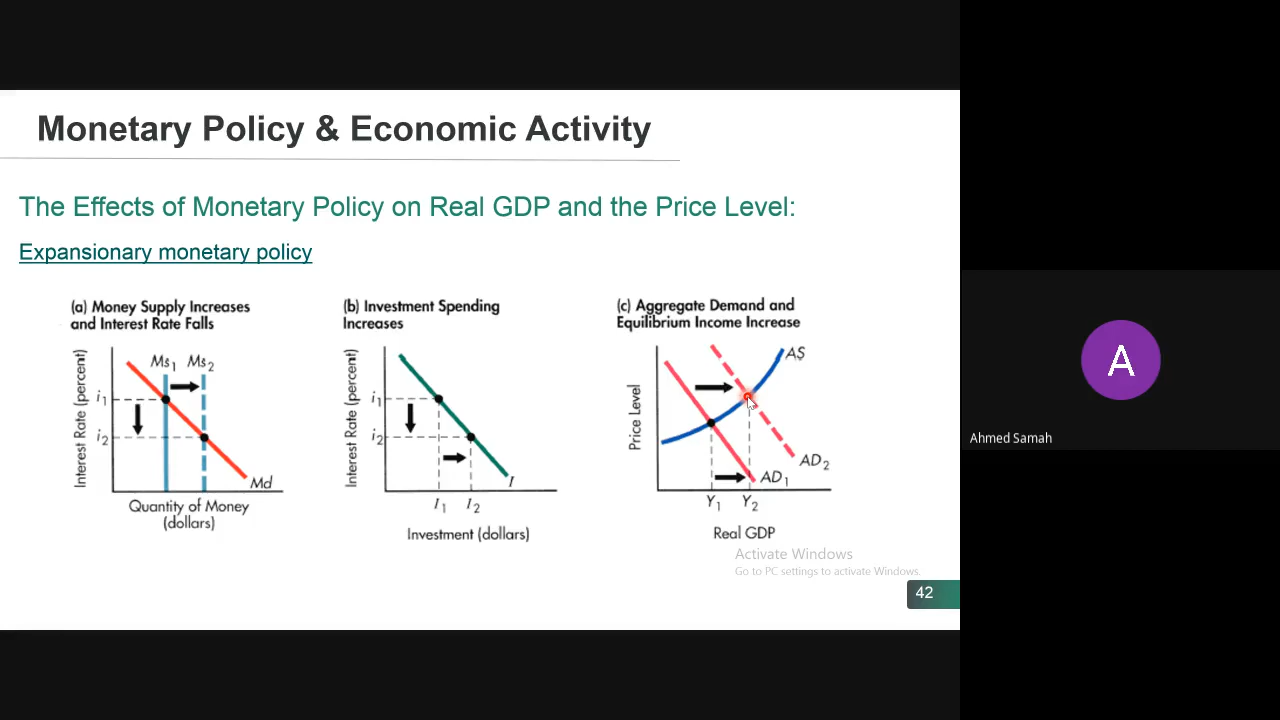 Monetary Policy & Economic Activity
The Effects of Monetary Policy on Real GDP and the Price Level:
Expansionary monetary policy
(a) Money Supply Increases
and Interest Rate Falls
Interest Rate (percent)
Ms1 Ms2
i1
i2
Md
Quantity of Money
(dollars)
(b) Investment Spending
Increases
Interest Rate (percent)
i1
i2
I
I1 I2
Investment (dollars)
(c) Aggregate Demand and
Equilibrium Income Increase
Price Level
AS
AD2
AD1
Y1 Y2
Real GDP
Activate Windows
Go to PC settings to activate Windows.
42
A
Ahmed Samah